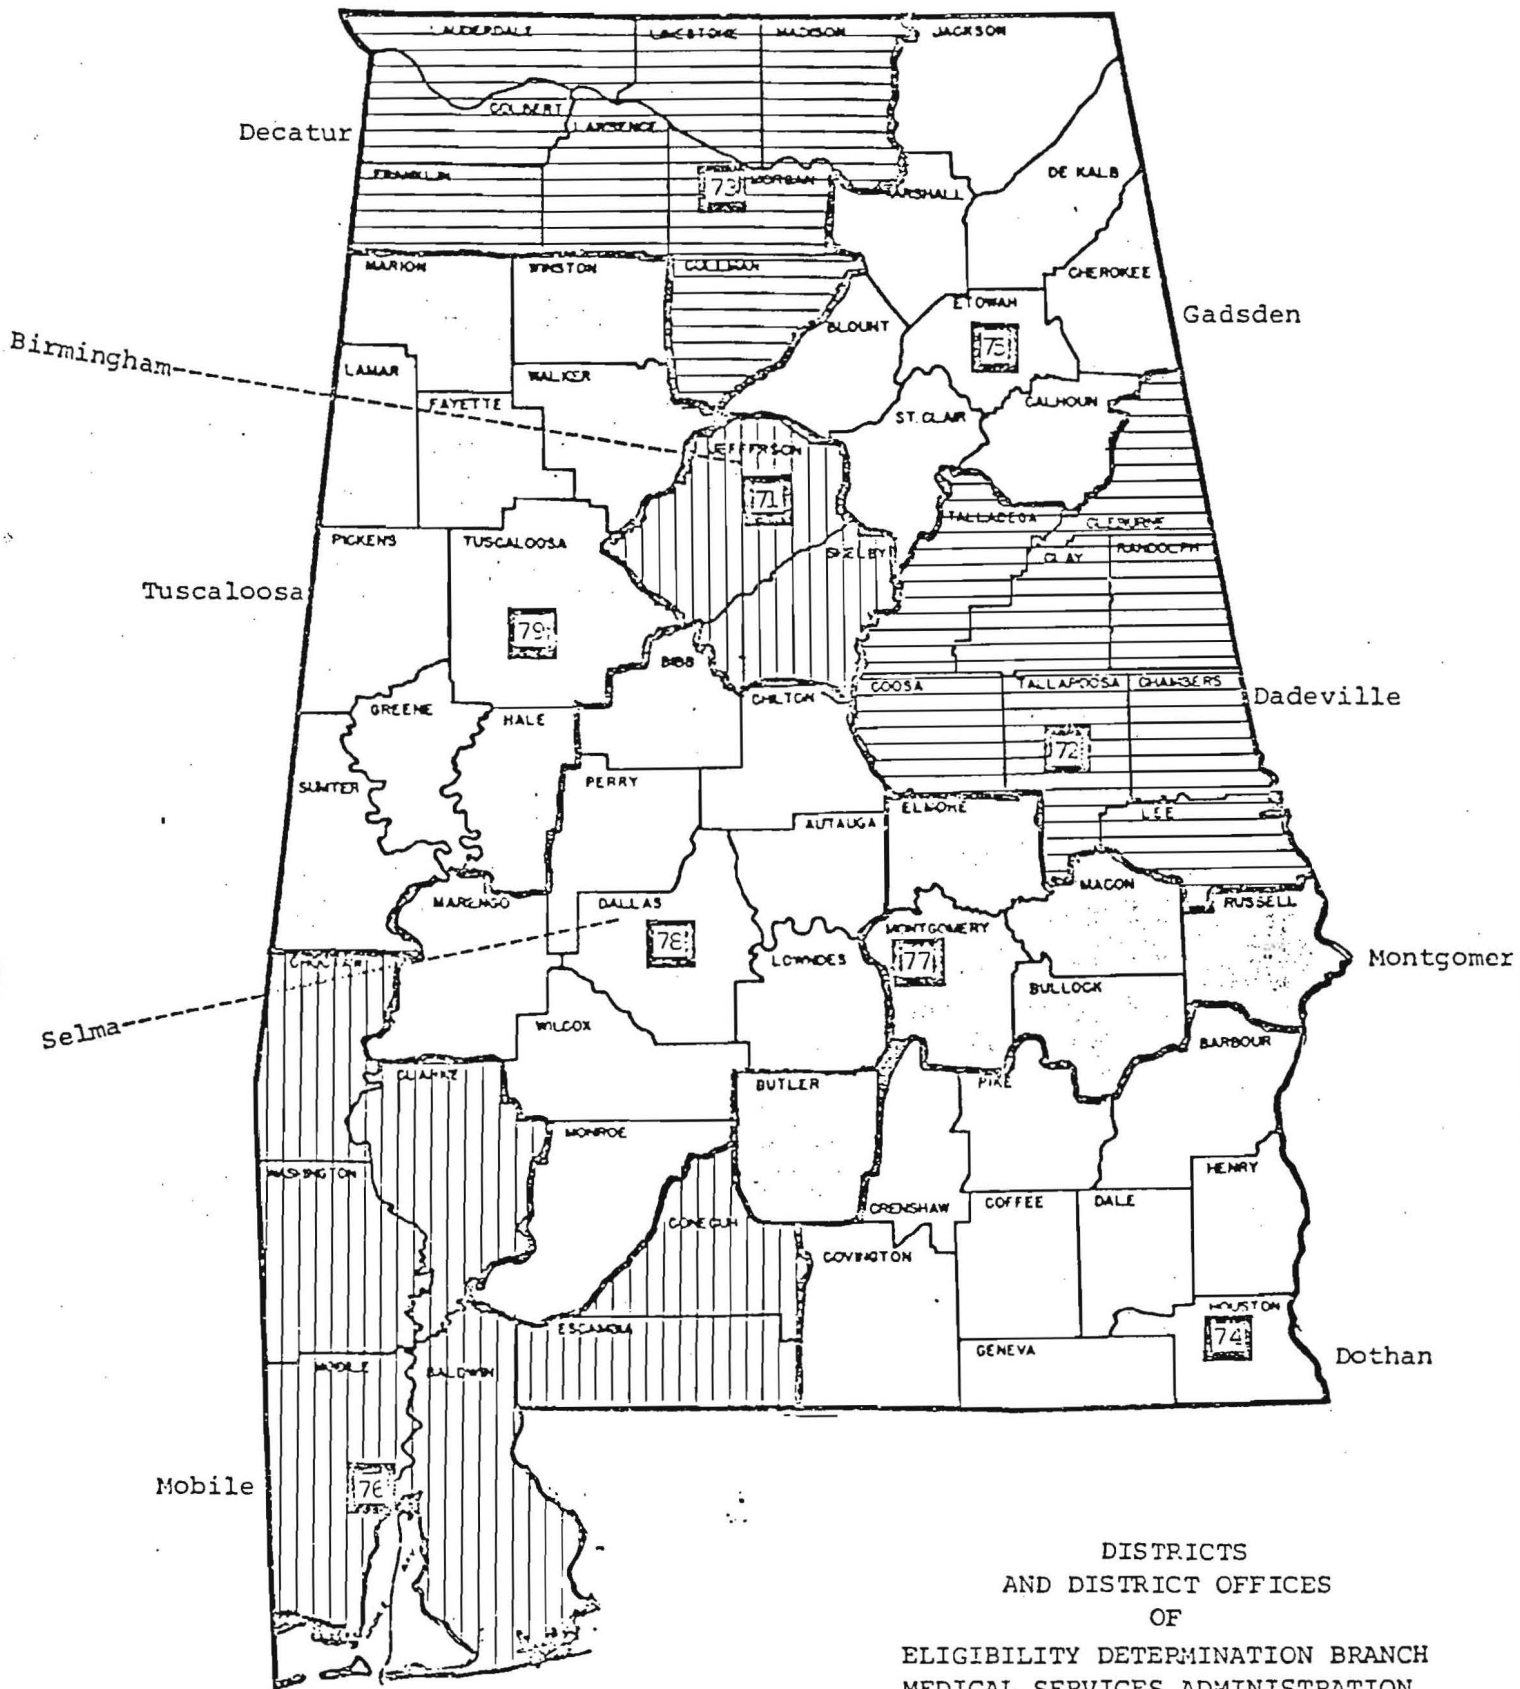 LAUDERDALE LIMESTONE MADISON JACKSON
COLBERT
Decatur
LAWRENCE
FRANKLIN
73
MORGAN
MARSHALL
DE KALB
MARION WINSTON CULLMAN
CHEROKEE
ETOWAH
Gadsden
BLOUNT
75
Birmingham
LAMAR
WALKER
FAYETTE
CALHOUN
ST. CLAIR
JEFFERSON
71
TALLADEGA
CLEBURNE
PICKENS TUSCALOOSA
SHELBY
CLAY
RANDOLPH
Tuscaloosa
79
BIBB
COOSA TALLAPOOSA CHAMBERS
CHILTON
Dadeville
GREENE
HALE
72
PERRY
SUMTER
ELMORE
LEE
AUTAUGA
MACON
MARENGO
DALLAS
RUSSELL
MONTGOMERY
78
77
LOWNDES
Montgomer
BULLOCK
Selma
WILCOX
BARBOUR
CLARKE
BUTLER
PIKE
MONROE
WASHINGTON
HENRY
CRENSHAW
COFFEE
DALE
CONECUH
COVINGTON
HOUSTON
ESCAMBIA
74
GENEVA
Dothan
MOBILE
BALDWIN
Mobile
76
DISTRICTS
AND DISTRICT OFFICES
OF
ELIGIBILITY DETERMINATION BRANCH
MEDICAL SERVICES ADMINISTRATION